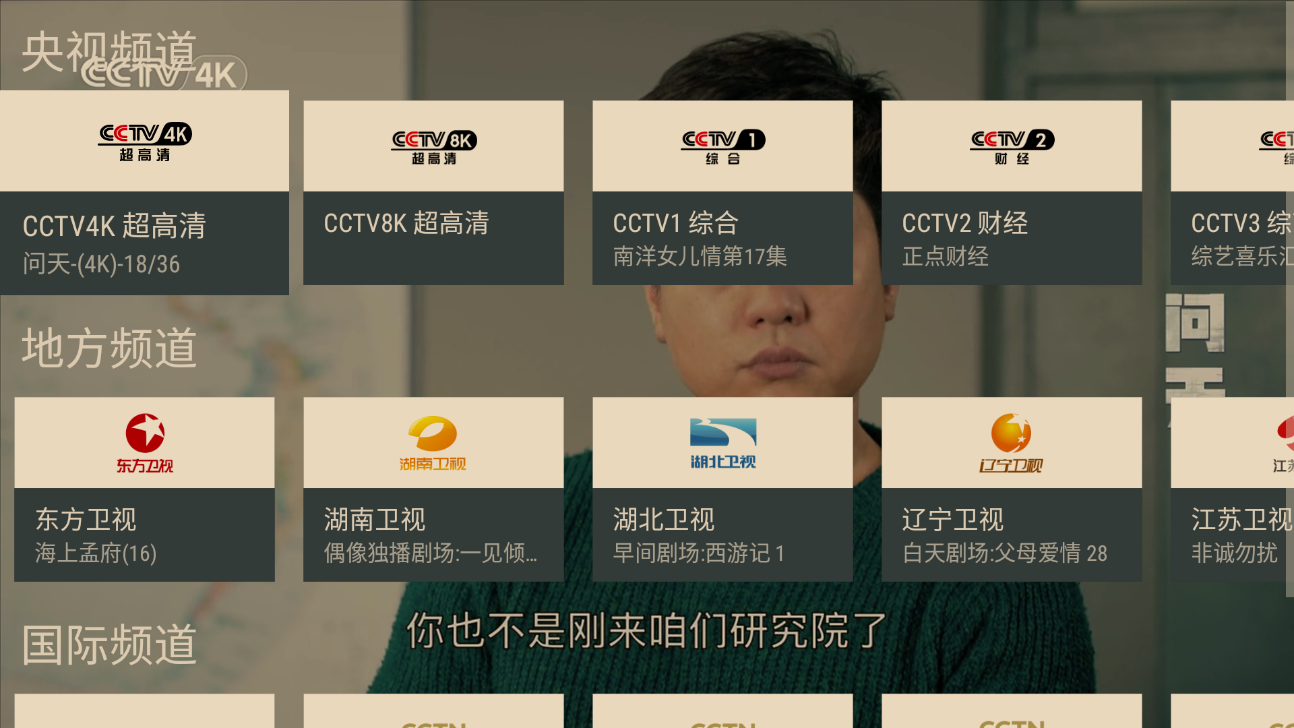 央视频道
CCTV 4K
CCTV 4K
超高清
CCTV 8K
超高清
CCTV 1
综合
CCTV 2
财经
CCTV4K 超高清
问天-(4K)-18/36
CCTV8K 超高清
CCTV1 综合
南洋女儿情第17集
CCTV2 财经
正点财经
CCTV3 综
综艺喜乐汇
问
天
地方频道
东方卫视
湖南卫视
湖北卫视
辽宁卫视
江苏
东方卫视
海上孟府(16)
湖南卫视
偶像独播剧场:一见倾...
湖北卫视
早间剧场:西游记 1
辽宁卫视
白天剧场:父母爱情 28
江苏卫视
非诚勿扰
你也不是刚来咱们研究院了
国际频道